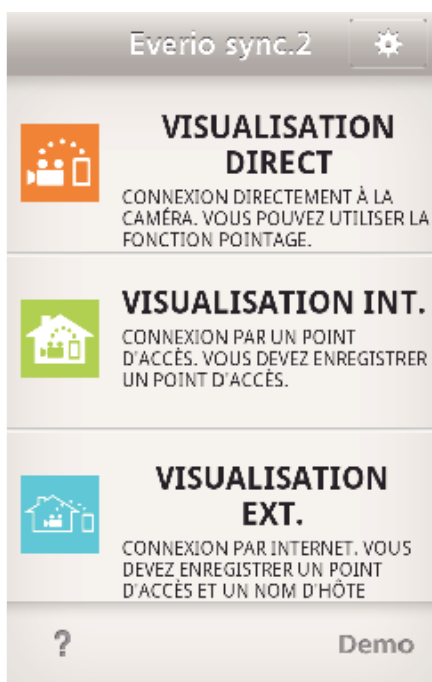 Everio sync.2
VISUALISATION
DIRECT
CONNEXION DIRECTEMENT À LA
CAMÉRA. VOUS POUVEZ UTILISER LA
FONCTION POINTAGE.
VISUALISATION INT.
CONNEXION PAR UN POINT
D'ACCÈS. VOUS DEVEZ ENREGISTRER
UN POINT D'ACCÈS.
VISUALISATION
EXT.
CONNEXION PAR INTERNET. VOUS
DEVEZ ENREGISTRER UN POINT
D'ACCÈS ET UN NOM D'HÔTE
? Demo